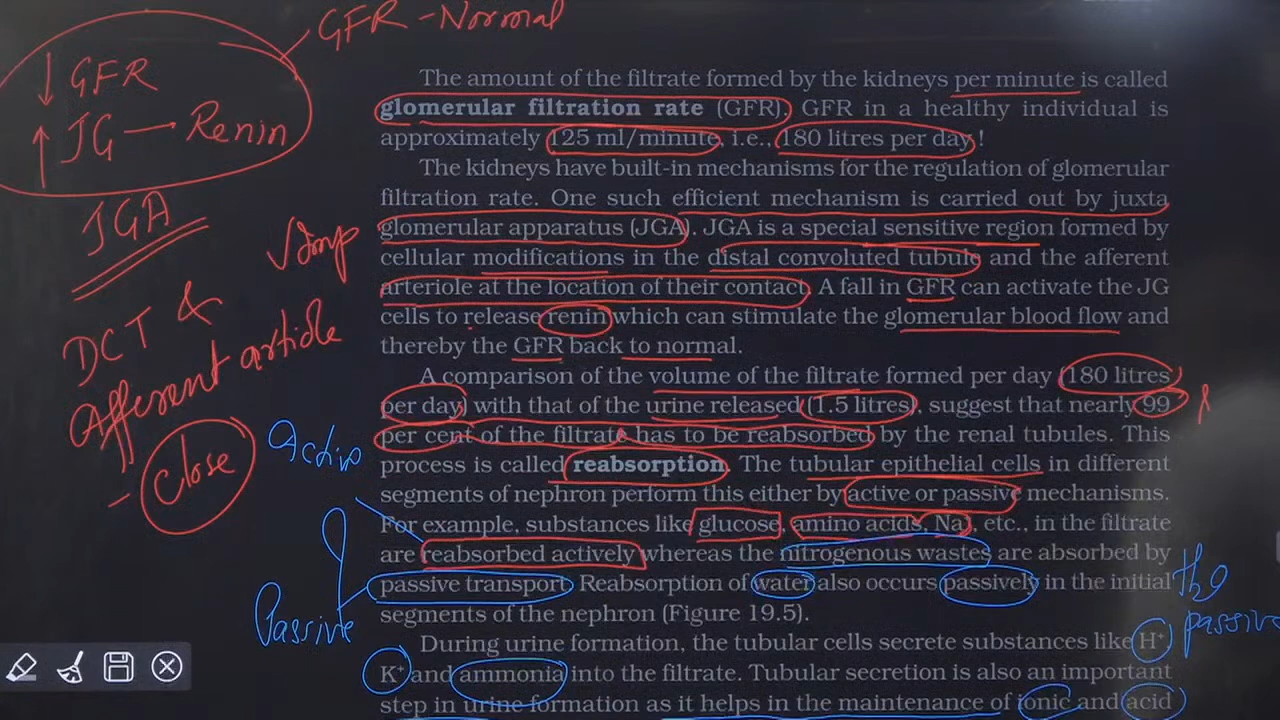 GFR - Normal
↓ GFR
↑ JG → Renin
JGA
✓Imp
DCT &
Afferent article
- Close
Active
Passive
The amount of the filtrate formed by the kidneys per minute is called
glomerular filtration rate (GFR). GFR in a healthy individual is
approximately 125 ml/minute, i.e., 180 litres per day !
The kidneys have built-in mechanisms for the regulation of glomerular
filtration rate. One such efficient mechanism is carried out by juxta
glomerular apparatus (JGA). JGA is a special sensitive region formed by
cellular modifications in the distal convoluted tubule and the afferent
arteriole at the location of their contact. A fall in GFR can activate the JG
cells to release renin which can stimulate the glomerular blood flow and
thereby the GFR back to normal.
A comparison of the volume of the filtrate formed per day (180 litres
per day) with that of the urine released (1.5 litres), suggest that nearly 99
per cent of the filtrate has to be reabsorbed by the renal tubules. This
process is called reabsorption. The tubular epithelial cells in different
segments of nephron perform this either by active or passive mechanisms.
For example, substances like glucose, amino acids, Na, etc., in the filtrate
are reabsorbed actively whereas the nitrogenous wastes are absorbed by
passive transport. Reabsorption of water also occurs passively in the initial
segments of the nephron (Figure 19.5).
During urine formation, the tubular cells secrete substances like H⁺,
K⁺ and ammonia into the filtrate. Tubular secretion is also an important
step in urine formation as it helps in the maintenance of ionic and acid
passive